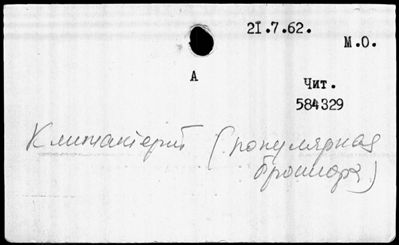 21.7.62.
М.О.
А
Чит.
584329
Климактерий (популярная
брошюра)